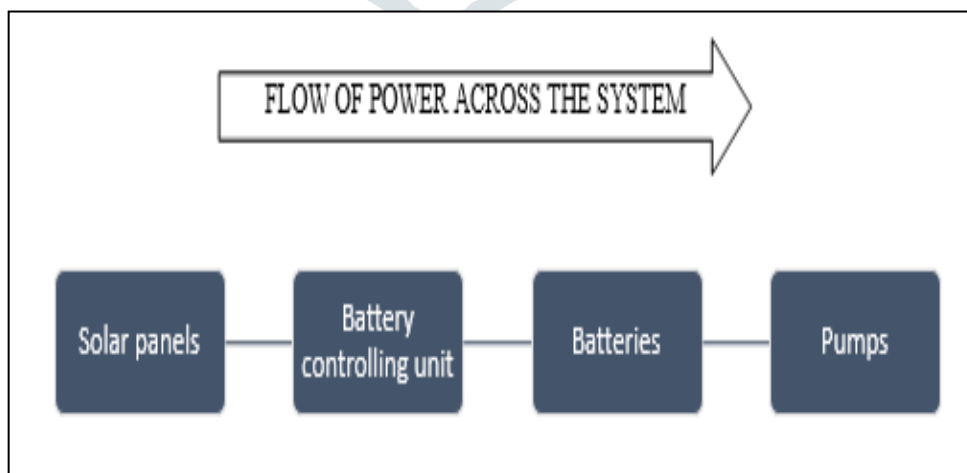 FLOW OF POWER ACROSS THE SYSTEM
Solar panels
Battery
controlling unit
Batteries
Pumps